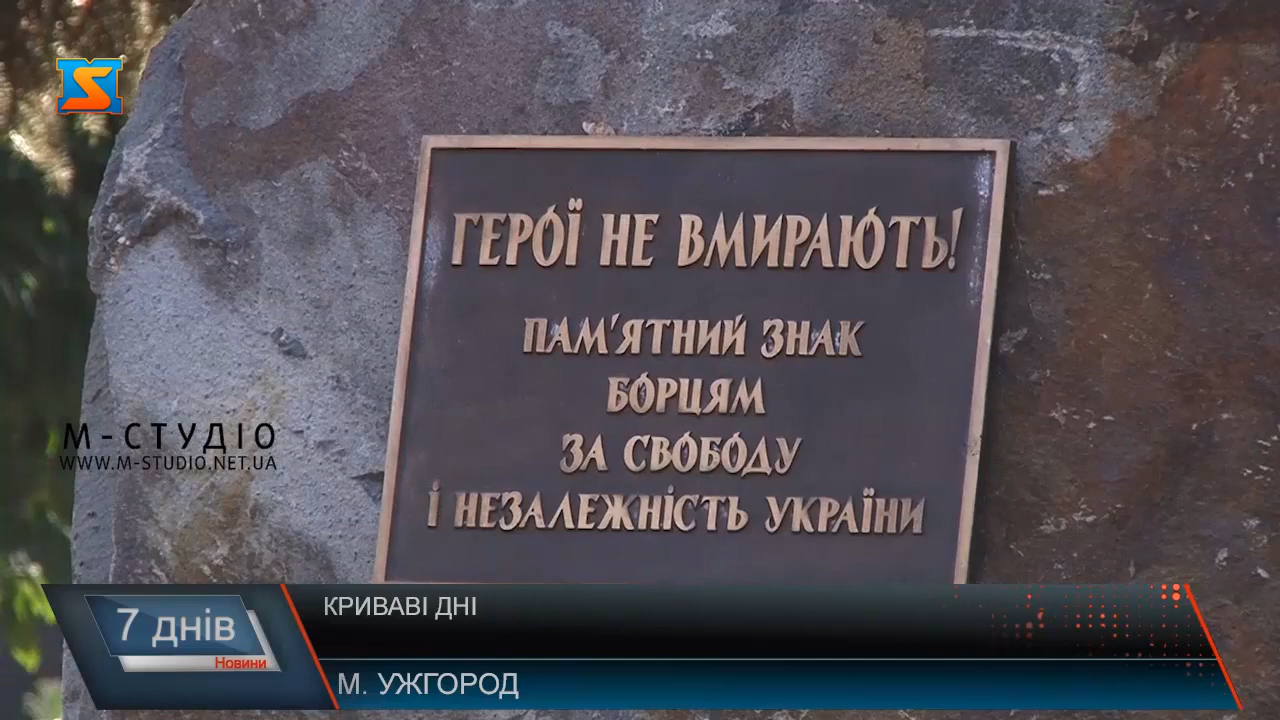 ГЕРОЇ НЕ ВМИРАЮТЬ!
ПАМ'ЯТНИЙ ЗНАК
БОРЦЯМ
ЗА СВОБОДУ
І НЕЗАЛЕЖНІСТЬ УКРАЇНИ
М-СТУДІО
WWW.M-STUDIO.NET.UA
7 днів
Новини
КРИВАВІ ДНІ
М. УЖГОРОД